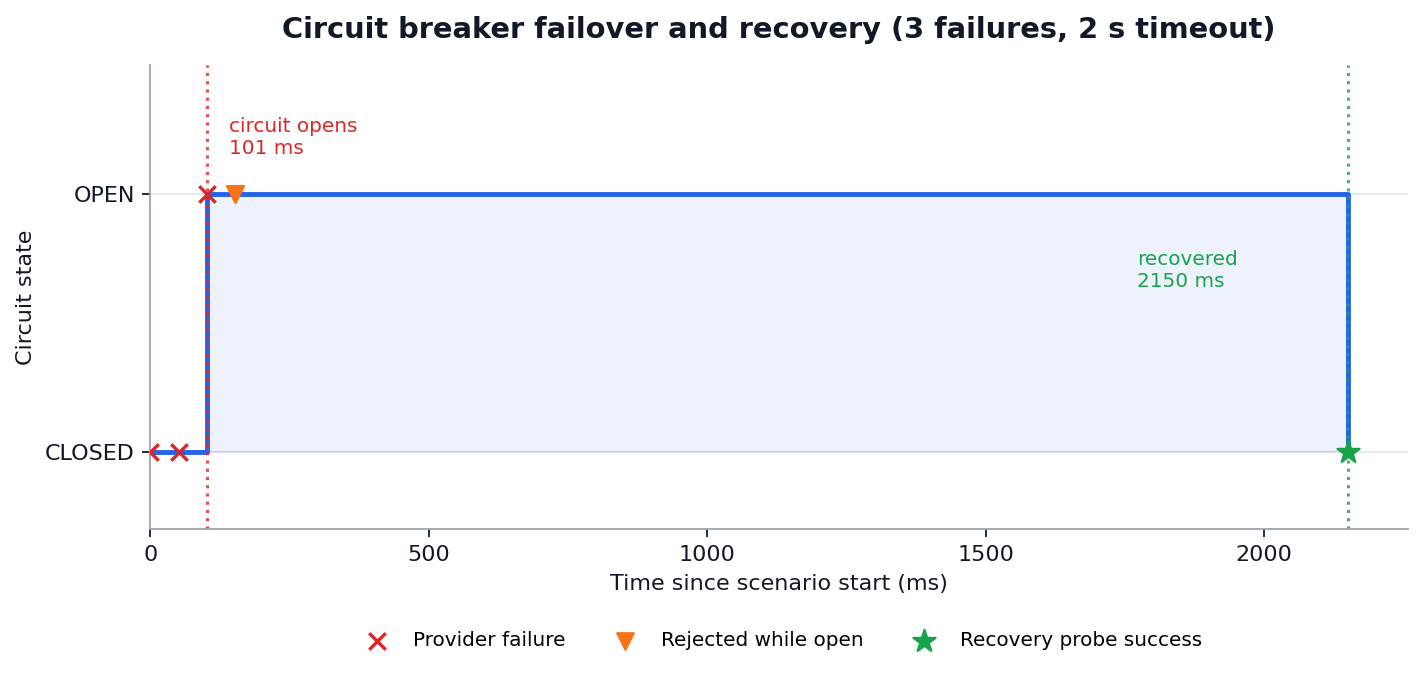 Circuit breaker failover and recovery (3 failures, 2 s timeout)
circuit opens
101 ms
OPEN
Circuit state
recovered
2150 ms
CLOSED
0
500
1000
1500
2000
Time since scenario start (ms)
Provider failure
Rejected while open
Recovery probe success